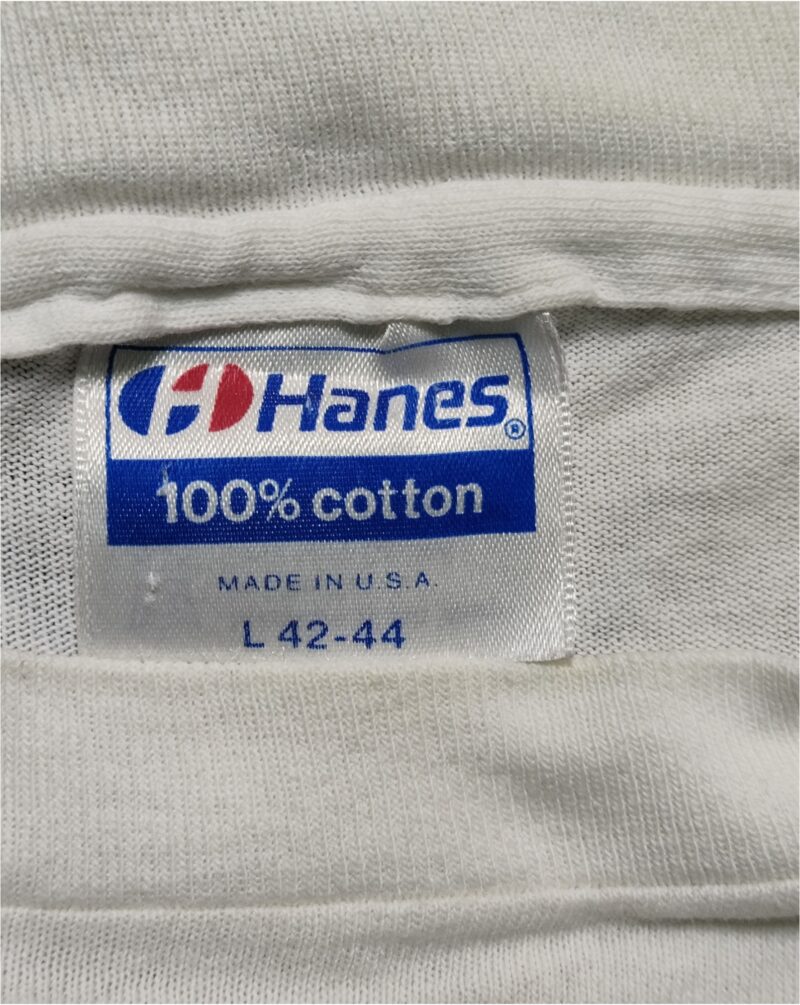 Hanes®
100% cotton
MADE IN U.S.A.
L 42-44